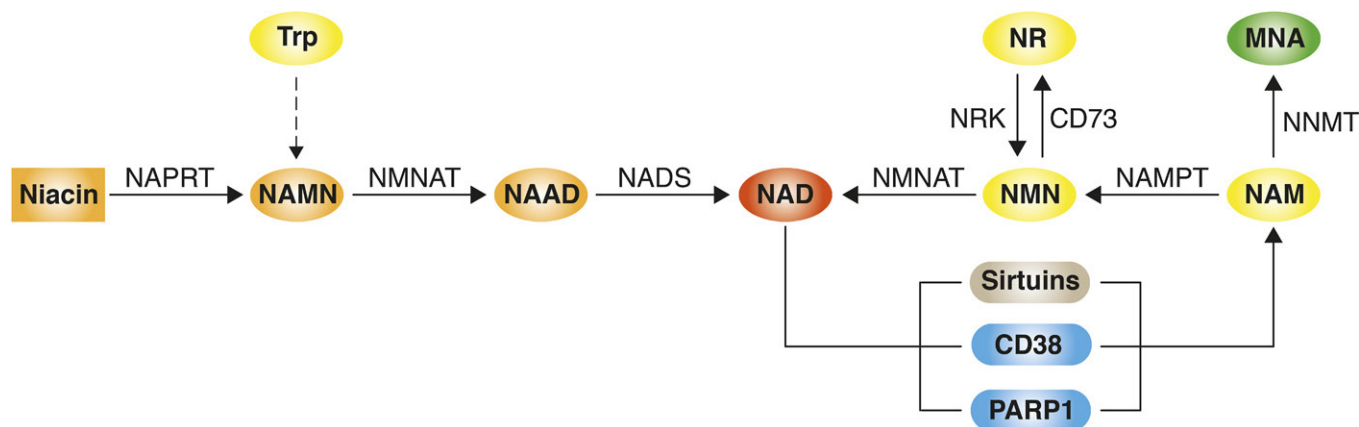 Trp
NR
MNA
NRK
CD73
NNMT
Niacin
NAPRT
NAMN
NMNAT
NAAD
NADS
NAD
NMNAT
NMN
NAMPT
NAM
Sirtuins
CD38
PARP1